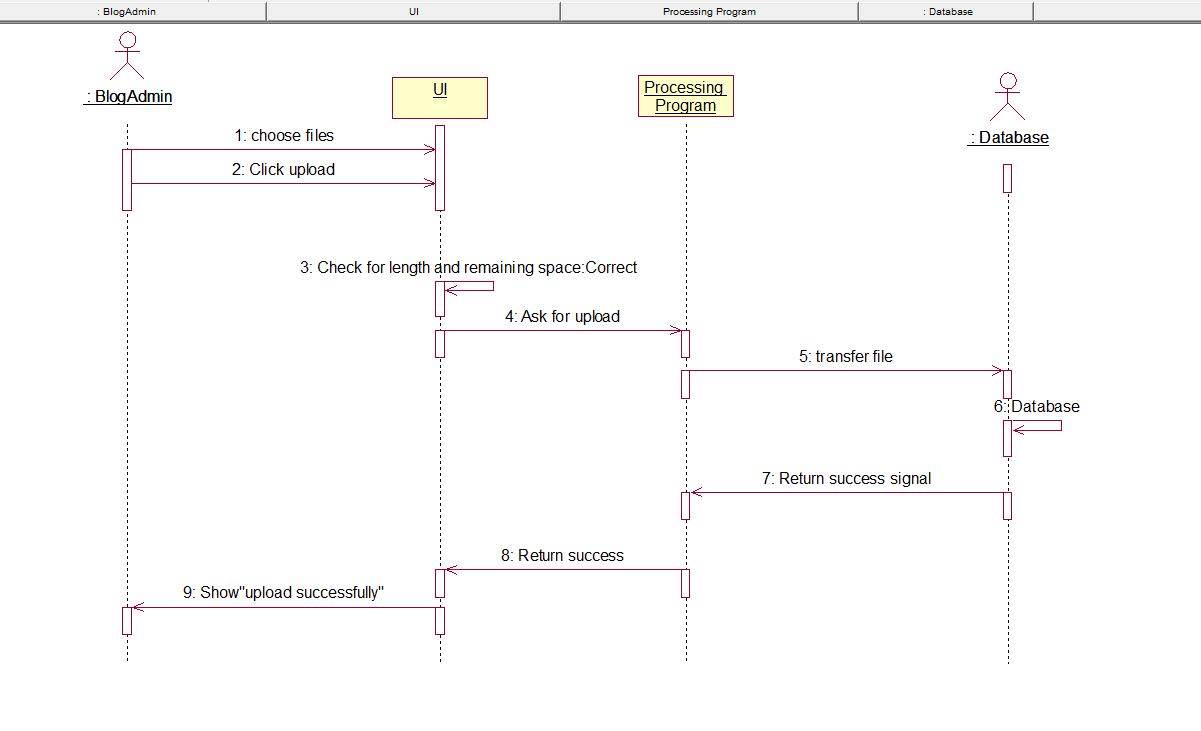 : BlogAdmin
UI
Processing Program
: Database
: BlogAdmin
UI
Processing
Program
: Database
1: choose files
2: Click upload
3: Check for length and remaining space:Correct
4: Ask for upload
5: transfer file
6: Database
7: Return success signal
8: Return success
9: Show"upload successfully"